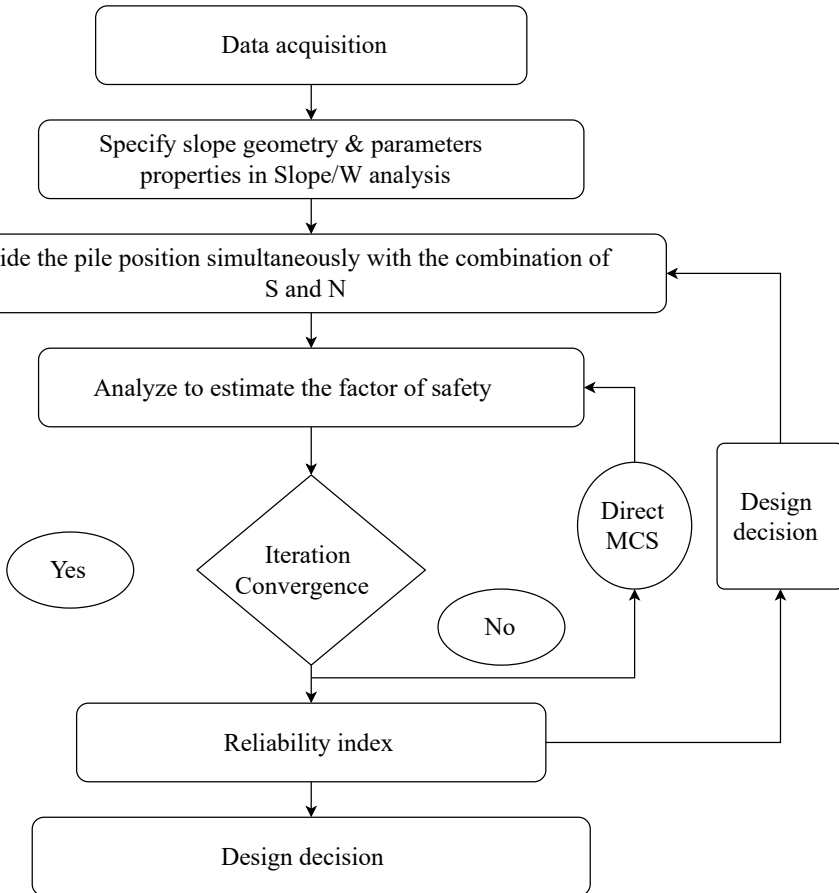 Data acquisition
Specify slope geometry & parameters
properties in Slope/W analysis
ide the pile position simultaneously with the combination of
S and N
Analyze to estimate the factor of safety
Direct
MCS
Design
decision
Iteration
Convergence
Yes
No
Reliability index
Design decision